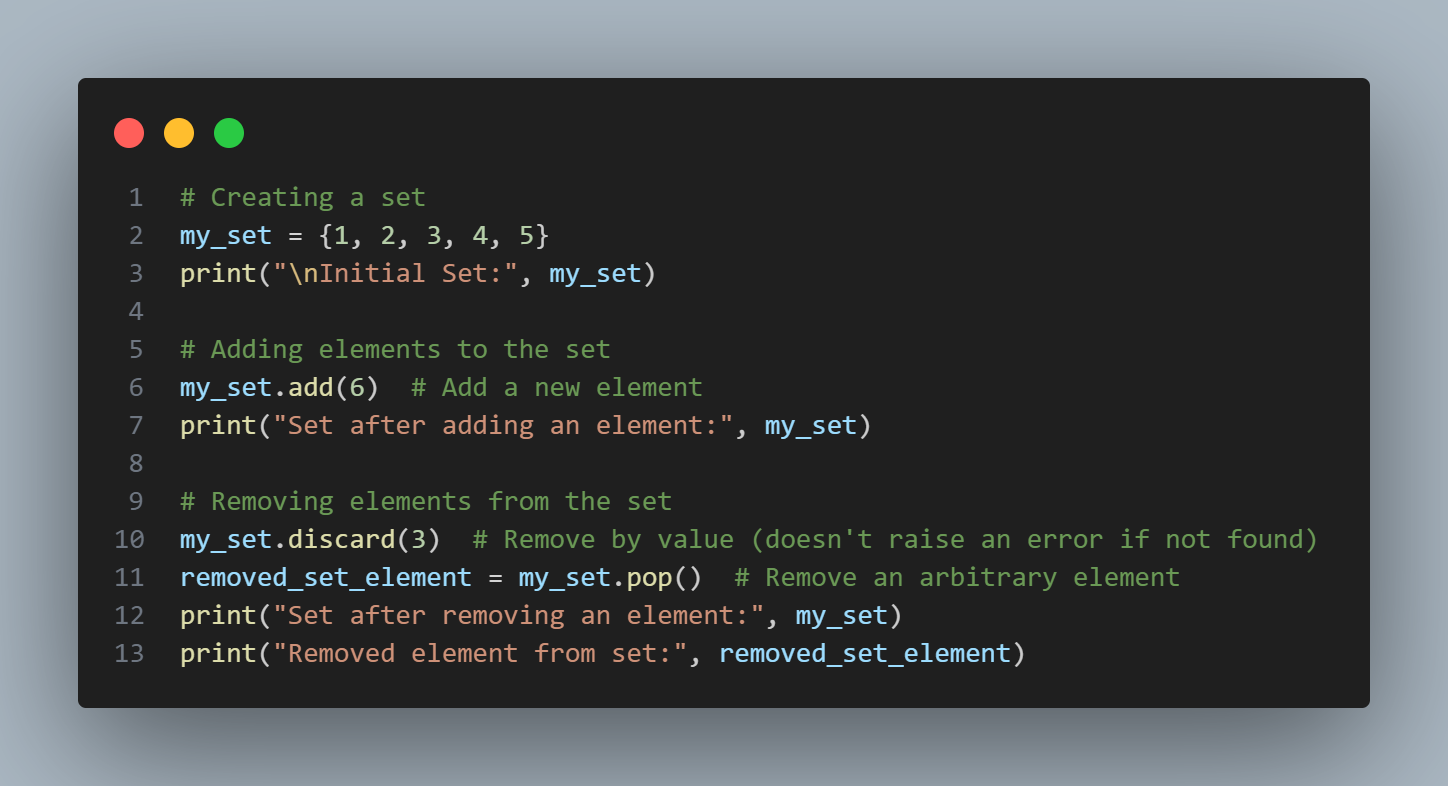 1 # Creating a set
2 my_set = {1, 2, 3, 4, 5}
3 print("\nInitial Set:", my_set)
4
5 # Adding elements to the set
6 my_set.add(6)  # Add a new element
7 print("Set after adding an element:", my_set)
8
9 # Removing elements from the set
10 my_set.discard(3)  # Remove by value (doesn't raise an error if not found)
11 removed_set_element = my_set.pop()  # Remove an arbitrary element
12 print("Set after removing an element:", my_set)
13 print("Removed element from set:", removed_set_element)